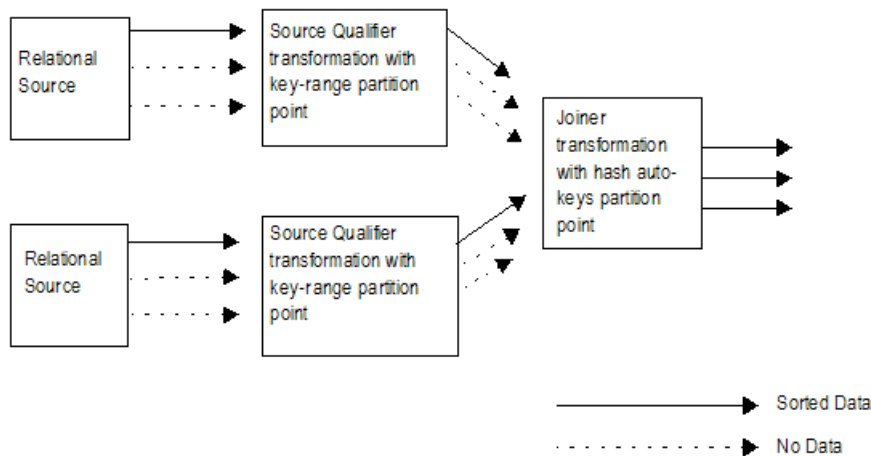 Relational
Source
Source Qualifier
transformation with
key-range partition
point
Joiner
transformation
with hash auto-
keys partition
point
Relational
Source
Source Qualifier
transformation with
key-range partition
point
Sorted Data
No Data